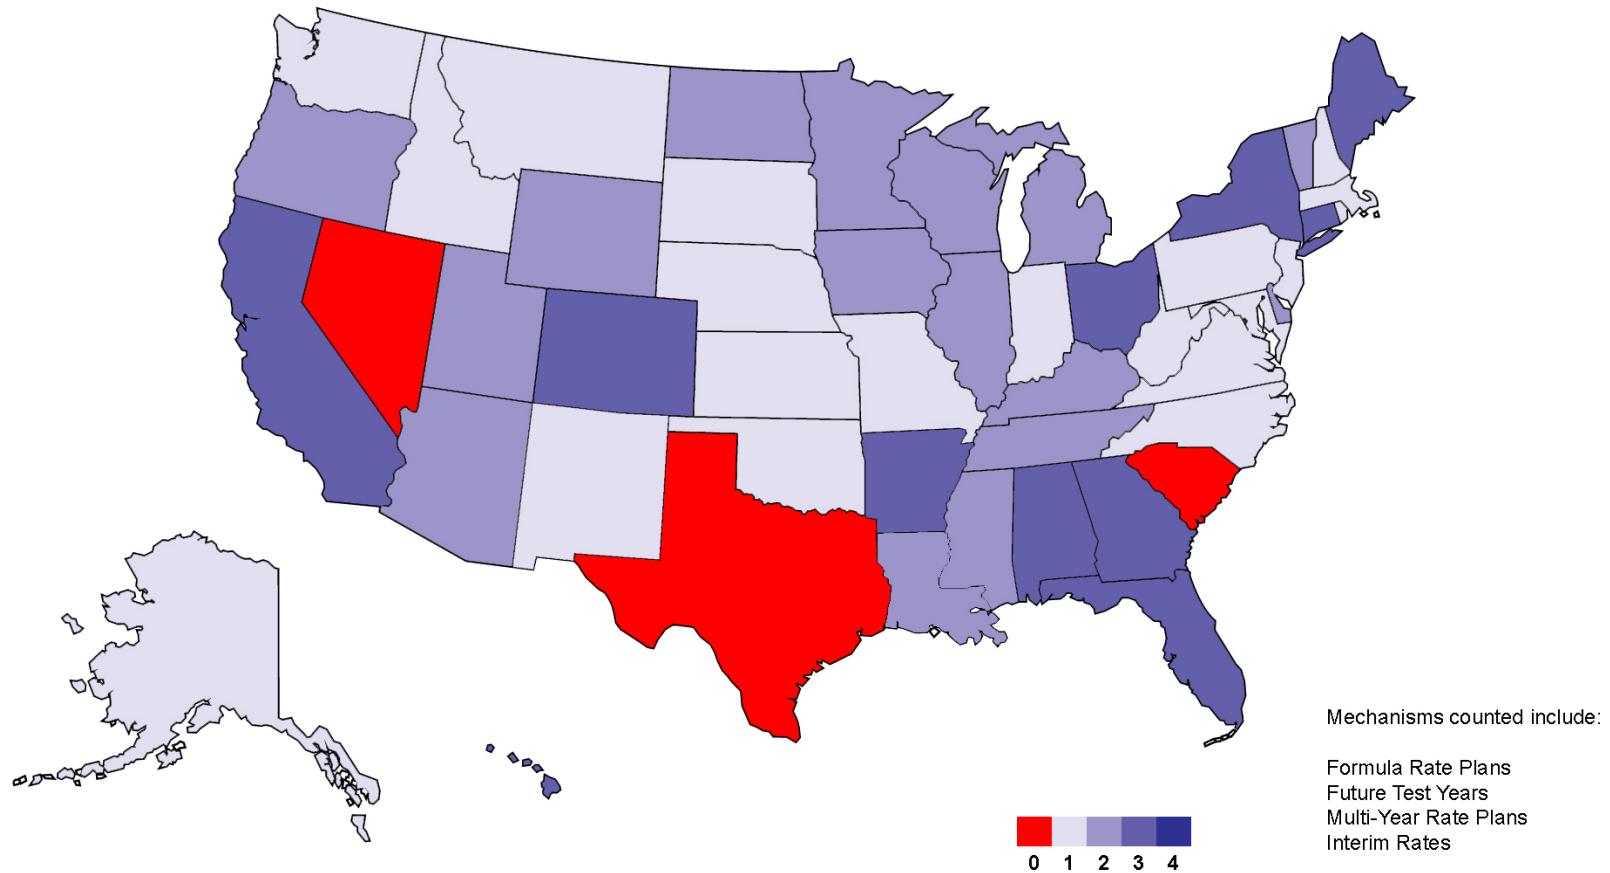 Mechanisms counted include:
Formula Rate Plans
Future Test Years
Multi-Year Rate Plans
Interim Rates
0 1 2 3 4